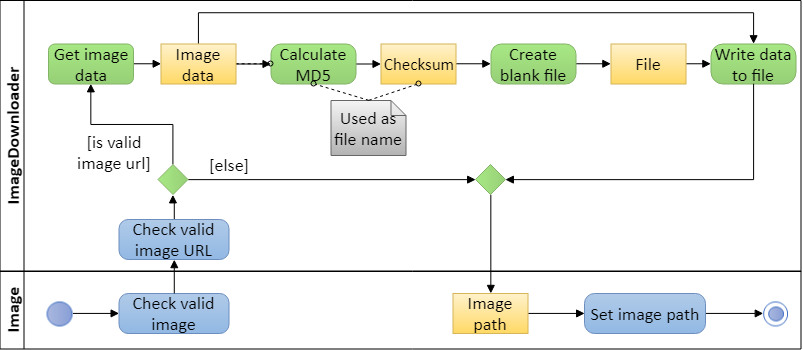 ImageDownloader
Get image
data
Image
data
Calculate
MD5
Checksum
Create
blank file
File
Write data
to file
Used as
file name
[is valid
image url]
[else]
Check valid
image URL
Image
Check valid
image
Image
path
Set image path